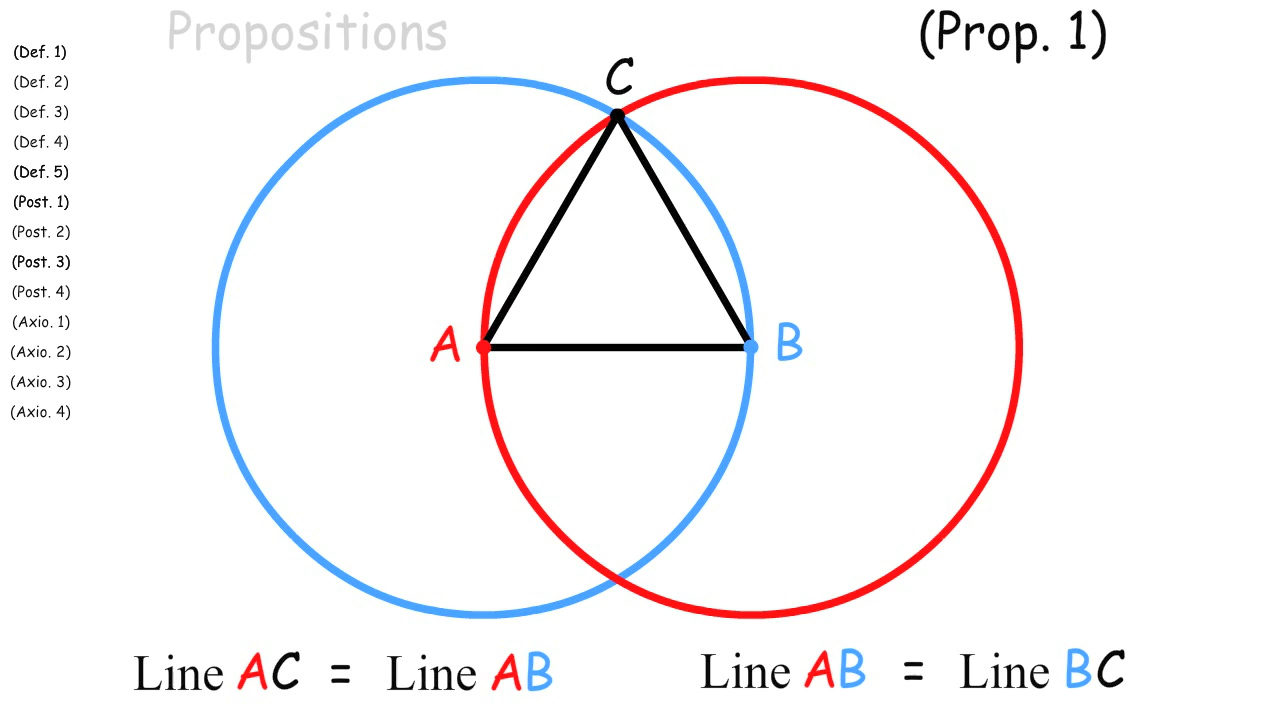 Propositions
(Prop. 1)
(Def. 1)
(Def. 2)
(Def. 3)
(Def. 4)
(Def. 5)
(Post. 1)
(Post. 2)
(Post. 3)
(Post. 4)
(Axio. 1)
(Axio. 2)
(Axio. 3)
(Axio. 4)
C
A
B
Line AC = Line AB
Line AB = Line BC